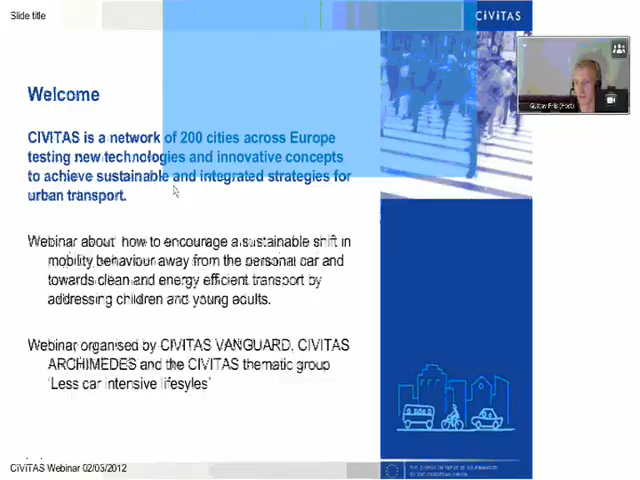 Slide title
CIVITAS
Welcome
CIVITAS is a network of 200 cities across Europe
testing new technologies and innovative concepts
to achieve sustainable and integrated strategies for
urban transport.
Webinar about how to encourage a sustainable shift in
mobility behaviour away from the personal car and
towards clean and energy efficient transport by
addressing children and young adults.
Webinar organised by CIVITAS VANGUARD, CIVITAS
ARCHIMEDES and the CIVITAS thematic group
'Less car intensive lifesyles'
CIVITAS Webinar 02/03/2012